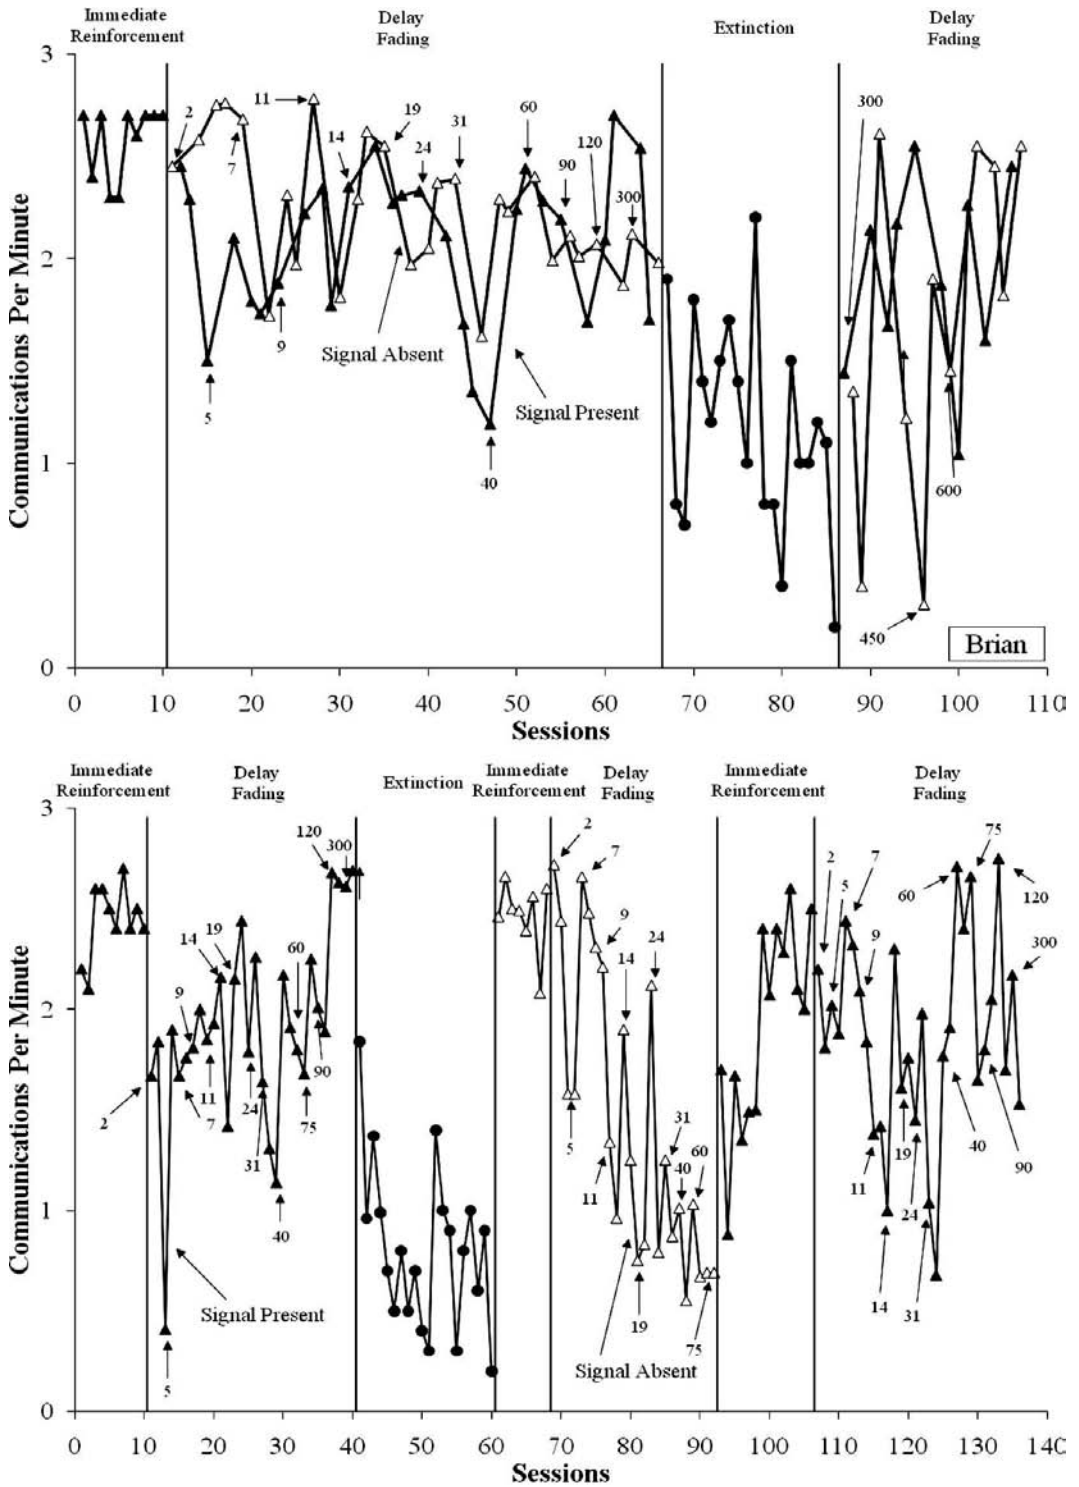 Immediate
Reinforcement
Delay
Fading
Extinction
Delay
Fading
3
2
1
0
Communications Per Minute
2
7
11
14
19
24
31
60
90
120
300
5
9
Signal Absent
40
Signal Present
300
600
450
Brian
0 10 20 30 40 50 60 70 80 90 100 110
Sessions
Immediate
Reinforcement
Delay
Fading
Extinction
Immediate
Reinforcement
Delay
Fading
Immediate
Reinforcement
Delay
Fading
3
2
1
0
Communications Per Minute
2
5
Signal Present
7
9
11
14
19
24
31
40
60
75
90
120
300
2
5
7
9
11
14
19
Signal Absent
24
31
40
60
75
2
5
7
9
11
14
19
24
31
40
60
75
90
120
300
0 10 20 30 40 50 60 70 80 90 100 110 120 130 140
Sessions